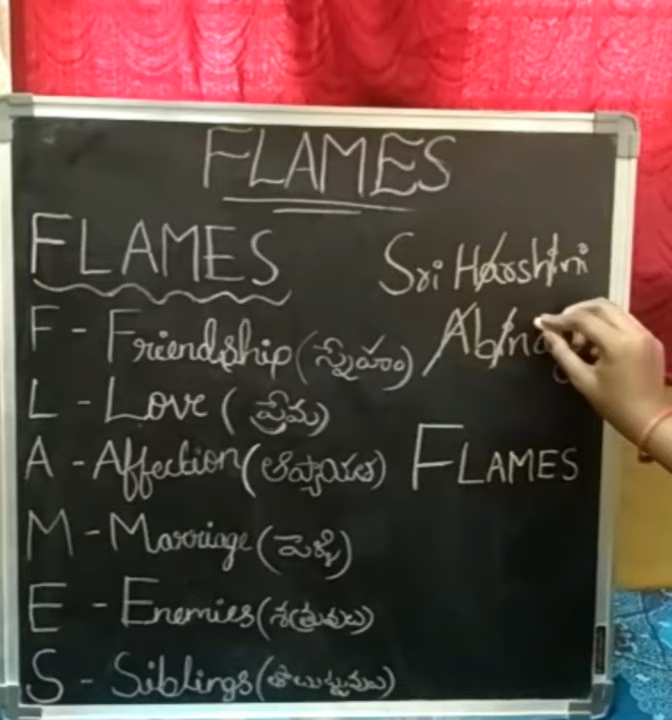 FLAMES
FLAMES
Sri Harshini
F - Friendship (స్నేహం)
L - Love (ప్రేమ)
A - Affection (ఆప్యాయత)
FLAMES
M - Marriage (పెళ్ళి)
E - Enemies (శత్రువులు)
S - Siblings (తోబుట్టువులు)